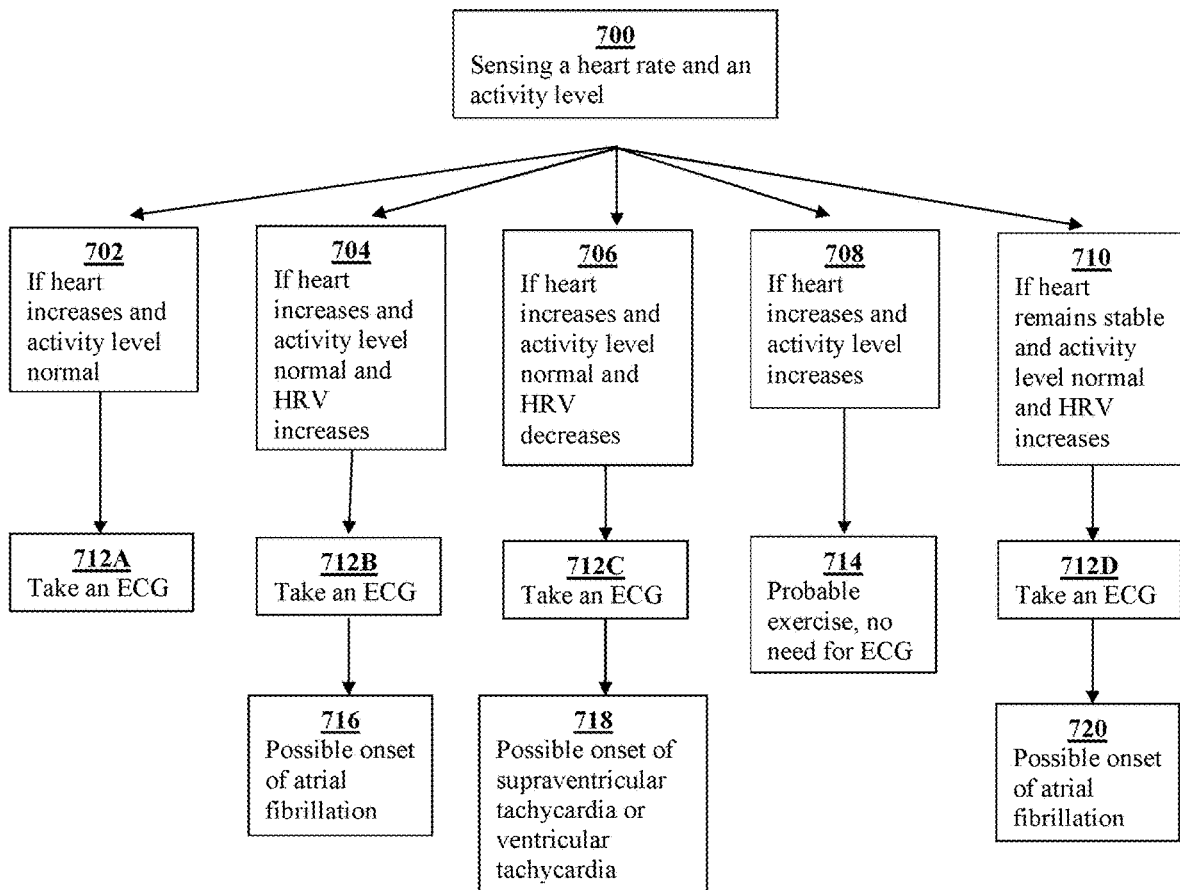 700
Sensing a heart rate and an
activity level
702
If heart
increases and
activity level
normal
704
If heart
increases and
activity level
normal and
HRV
increases
706
If heart
increases and
activity level
normal and
HRV
decreases
708
If heart
increases and
activity level
increases
710
If heart
remains stable
and activity
level normal
and HRV
increases
712A
Take an ECG
712B
Take an ECG
712C
Take an ECG
714
Probable
exercise, no
need for ECG
712D
Take an ECG
716
Possible onset
of atrial
fibrillation
718
Possible onset of
supraventricular
tachycardia or
ventricular
tachycardia
720
Possible onset
of atrial
fibrillation